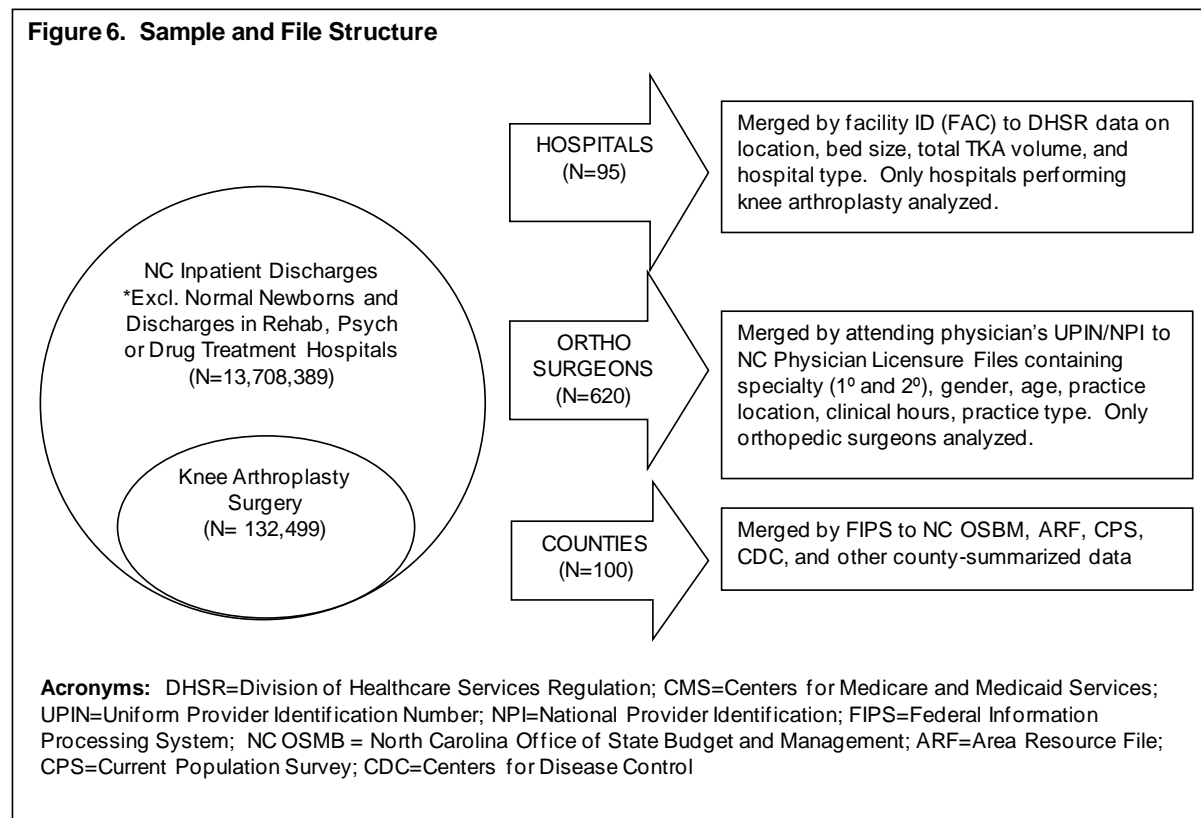 Figure 6.  Sample and File Structure
NC Inpatient Discharges
*Excl. Normal Newborns and
Discharges in Rehab, Psych
or Drug Treatment Hospitals
(N=13,708,389)
Knee Arthroplasty
Surgery
(N= 132,499)
HOSPITALS
(N=95)
Merged by facility ID (FAC) to DHSR data on
location, bed size, total TKA volume, and
hospital type.  Only hospitals performing
knee arthroplasty analyzed.
ORTHO
SURGEONS
(N=620)
Merged by attending physician's UPIN/NPI to
NC Physician Licensure Files containing
specialty (1º and 2º), gender, age, practice
location, clinical hours, practice type.  Only
orthopedic surgeons analyzed.
COUNTIES
(N=100)
Merged by FIPS to NC OSBM, ARF, CPS,
CDC, and other county-summarized data
Acronyms:  DHSR=Division of Healthcare Services Regulation; CMS=Centers for Medicare and Medicaid Services;
UPIN=Uniform Provider Identification Number; NPI=National Provider Identification; FIPS=Federal Information
Processing System;  NC OSMB = North Carolina Office of State Budget and Management; ARF=Area Resource File;
CPS=Current Population Survey; CDC=Centers for Disease Control